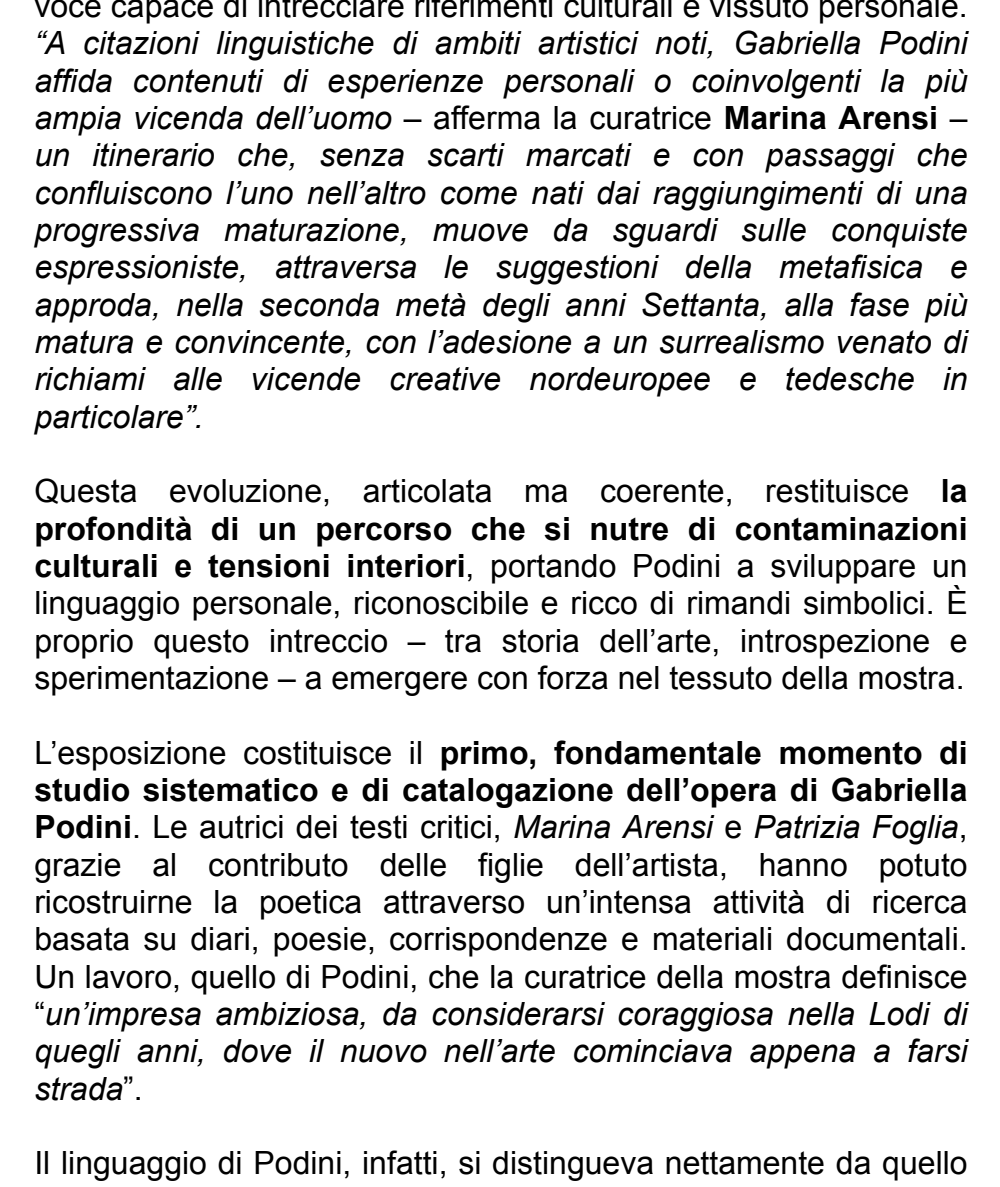 voce capace di intrecciare riferimenti culturali e vissuto personale.
“A citazioni linguistiche di ambiti artistici noti, Gabriella Podini
affida contenuti di esperienze personali o coinvolgenti la più
ampia vicenda dell’uomo – afferma la curatrice Marina Arensi –
un itinerario che, senza scarti marcati e con passaggi che
confluiscono l’uno nell’altro come nati dai raggiungimenti di una
progressiva maturazione, muove da sguardi sulle conquiste
espressioniste, attraversa le suggestioni della metafisica e
approda, nella seconda metà degli anni Settanta, alla fase più
matura e convincente, con l’adesione a un surrealismo venato di
richiami alle vicende creative nordeuropee e tedesche in
particolare”.
Questa evoluzione, articolata ma coerente, restituisce la
profondità di un percorso che si nutre di contaminazioni
culturali e tensioni interiori, portando Podini a sviluppare un
linguaggio personale, riconoscibile e ricco di rimandi simbolici. È
proprio questo intreccio – tra storia dell’arte, introspezione e
sperimentazione – a emergere con forza nel tessuto della mostra.
L’esposizione costituisce il primo, fondamentale momento di
studio sistematico e di catalogazione dell’opera di Gabriella
Podini. Le autrici dei testi critici, Marina Arensi e Patrizia Foglia,
grazie al contributo delle figlie dell’artista, hanno potuto
ricostruirne la poetica attraverso un’intensa attività di ricerca
basata su diari, poesie, corrispondenze e materiali documentali.
Un lavoro, quello di Podini, che la curatrice della mostra definisce
“un’impresa ambiziosa, da considerarsi coraggiosa nella Lodi di
quegli anni, dove il nuovo nell’arte cominciava appena a farsi
strada”.
Il linguaggio di Podini, infatti, si distingueva nettamente da quello